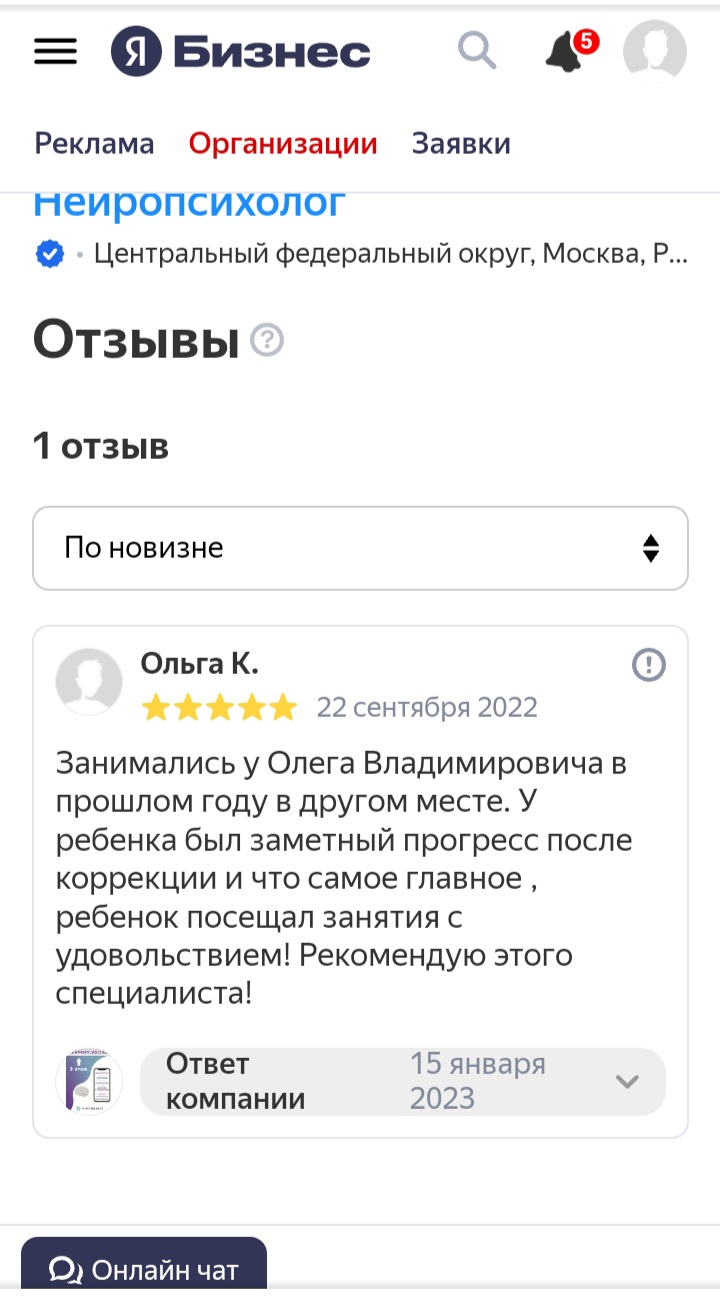 Я Бизнес
5
Реклама Организации Заявки
Нейропсихолог
Центральный федеральный округ, Москва, Р...
Отзывы ?
1 отзыв
По новизне
Ольга К.
22 сентября 2022
Занимались у Олега Владимировича в
прошлом году в другом месте. У
ребенка был заметный прогресс после
коррекции и что самое главное ,
ребенок посещал занятия с
удовольствием! Рекомендую этого
специалиста!
Ответ
компании
15 января
2023
Онлайн чат